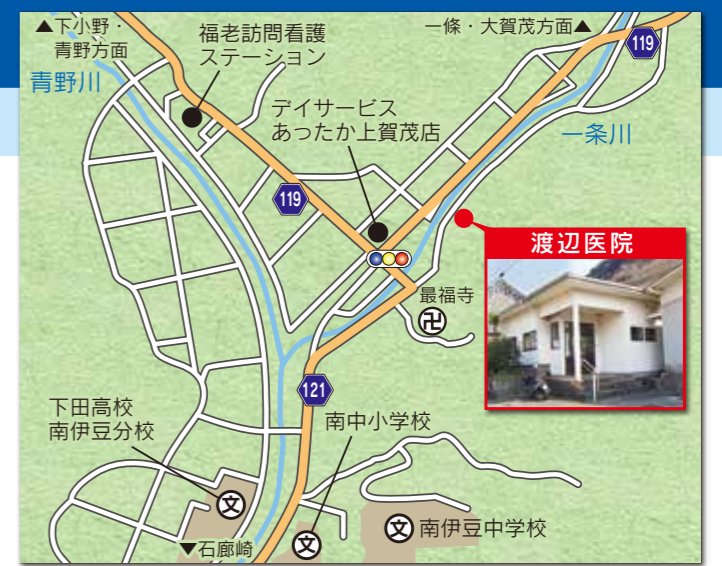 ▲下小野・
青野方面
福老訪問看護
ステーション
一條・大賀茂方面▲
119
青野川
デイサービス
あったか上賀茂店
一条川
119
渡辺医院
最福寺
卍
121
下田高校
南伊豆分校
南中小学校
文
文
文 南伊豆中学校
▼石廊崎